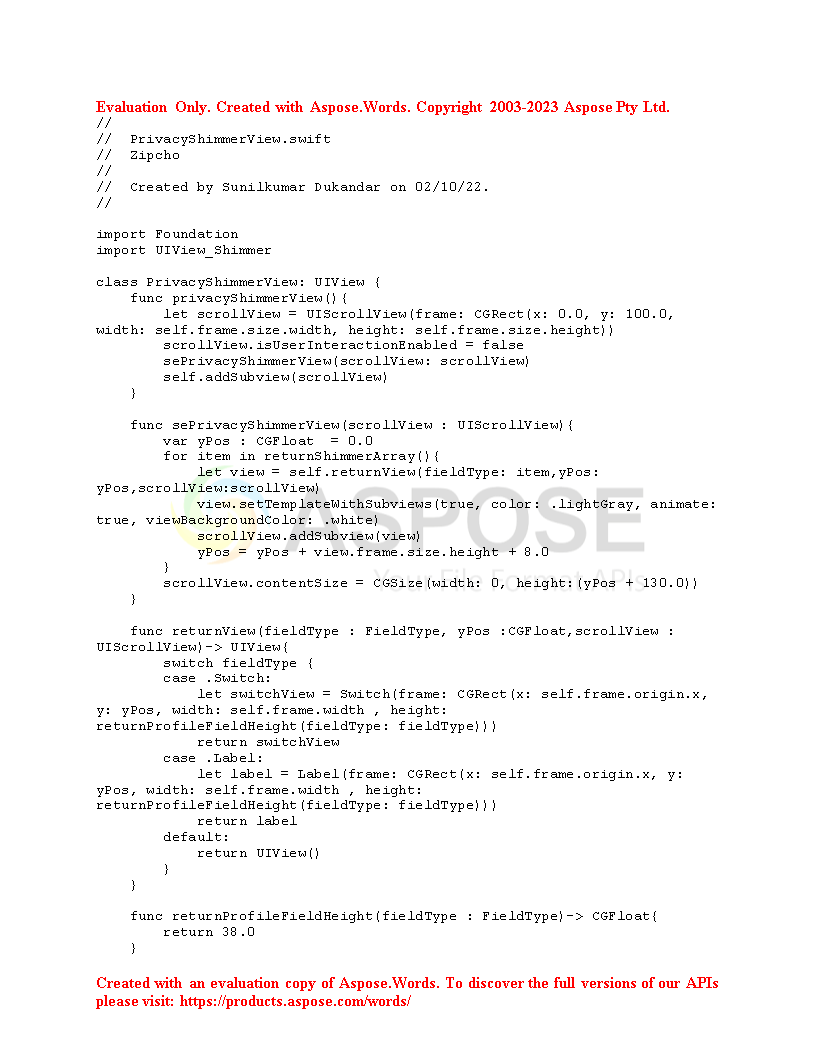 Evaluation Only. Created with Aspose.Words. Copyright 2003-2023 Aspose Pty Ltd.
//
//  PrivacyShimmerView.swift
//  Zipcho
//
//  Created by Sunilkumar Dukandar on 02/10/22.
//

import Foundation
import UIView_Shimmer

class PrivacyShimmerView: UIView {
    func privacyShimmerView(){
        let scrollView = UIScrollView(frame: CGRect(x: 0.0, y: 100.0,
width: self.frame.size.width, height: self.frame.size.height))
        scrollView.isUserInteractionEnabled = false
        sePrivacyShimmerView(scrollView: scrollView)
        self.addSubview(scrollView)
    }

    func sePrivacyShimmerView(scrollView : UIScrollView){
        var yPos : CGFloat  = 0.0
        for item in returnShimmerArray(){
            let view = self.returnView(fieldType: item,yPos:
yPos,scrollView:scrollView)
            view.setTemplateWithSubviews(true, color: .lightGray, animate:
true, viewBackgroundColor: .white)
            scrollView.addSubview(view)
            yPos = yPos + view.frame.size.height + 8.0
        }
        scrollView.contentSize = CGSize(width: 0, height:(yPos + 130.0))
    }

    func returnView(fieldType : FieldType, yPos :CGFloat,scrollView :
UIScrollView)-> UIView{
        switch fieldType {
        case .Switch:
            let switchView = Switch(frame: CGRect(x: self.frame.origin.x,
y: yPos, width: self.frame.width , height:
returnProfileFieldHeight(fieldType: fieldType)))
            return switchView
        case .Label:
            let label = Label(frame: CGRect(x: self.frame.origin.x, y:
yPos, width: self.frame.width , height:
returnProfileFieldHeight(fieldType: fieldType)))
            return label
        default:
            return UIView()
        }
    }

    func returnProfileFieldHeight(fieldType : FieldType)-> CGFloat{
        return 38.0
    }
ASPOSE
Your File Format APIs
Created with an evaluation copy of Aspose.Words. To discover the full versions of our APIs
please visit: https://products.aspose.com/words/